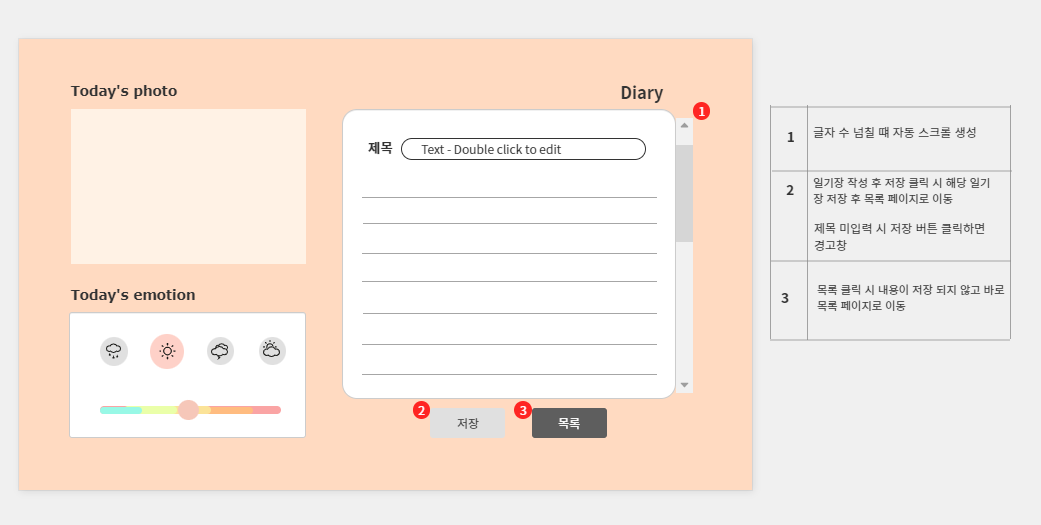 Today's photo
Diary
1
제목
Text - Double click to edit
Today's emotion
2
저장
3
목록
1
글자 수 넘칠 떄 자동 스크롤 생성
2
일기장 작성 후 저장 클릭 시 해당 일기
장 저장 후 목록 페이지로 이동
제목 미입력 시 저장 버튼 클릭하면
경고창
3
목록 클릭 시 내용이 저장 되지 않고 바로
목록 페이지로 이동